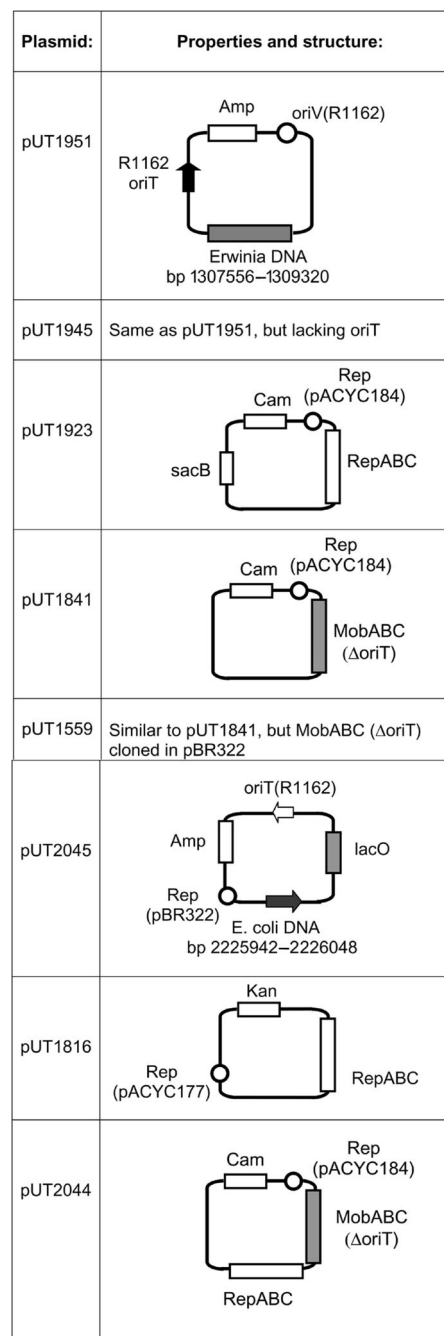 Plasmid:
Properties and structure:
pUT1951
Amp
oriV(R1162)
R1162
oriT
Erwinia DNA
bp 1307556–1309320
pUT1945
Same as pUT1951, but lacking oriT
pUT1923
Rep
(pACYC184)
Cam
RepABC
sacB
pUT1841
Rep
(pACYC184)
Cam
MobABC
(ΔoriT)
pUT1559
Similar to pUT1841, but MobABC (ΔoriT)
cloned in pBR322
pUT2045
oriT(R1162)
Amp
lacO
Rep
(pBR322)
E. coli DNA
bp 2225942–2226048
pUT1816
Kan
Rep
(pACYC177)
RepABC
pUT2044
Rep
(pACYC184)
Cam
MobABC
(ΔoriT)
RepABC